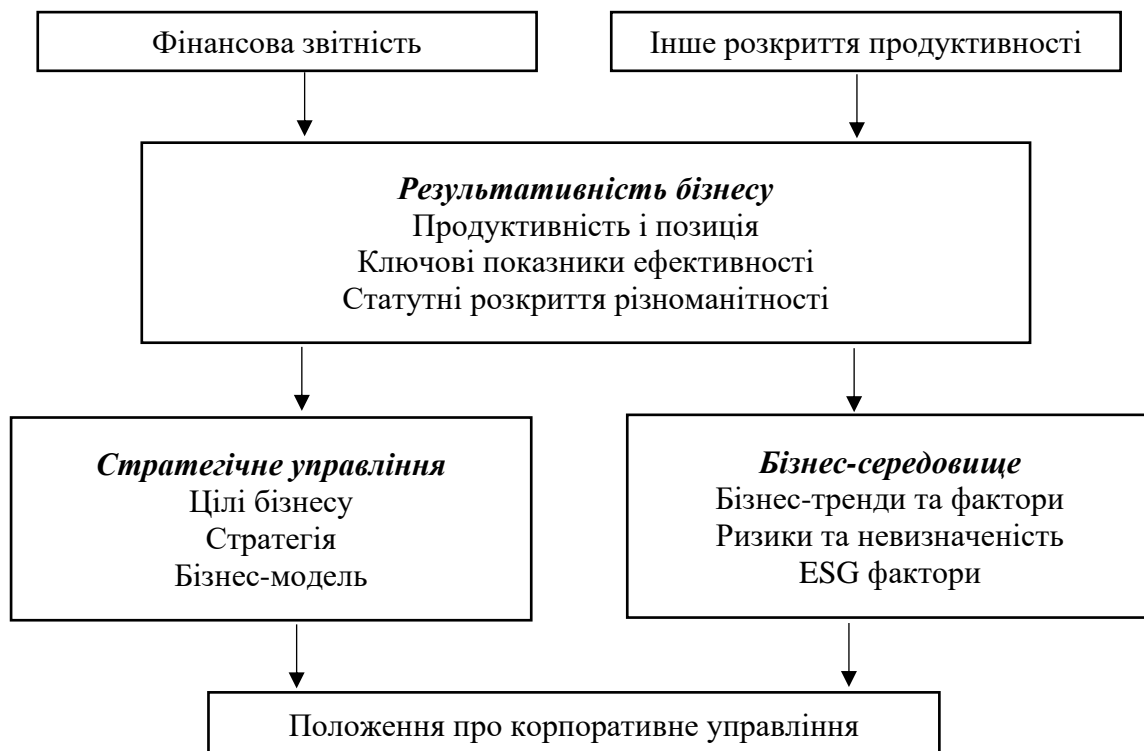 Фінансова звітність
Інше розкриття продуктивності
Результативність бізнесу
Продуктивність і позиція
Ключові показники ефективності
Статутні розкриття різноманітності
Стратегічне управління
Цілі бізнесу
Стратегія
Бізнес-модель
Бізнес-середовище
Бізнес-тренди та фактори
Ризики та невизначеність
ESG фактори
Положення про корпоративне управління